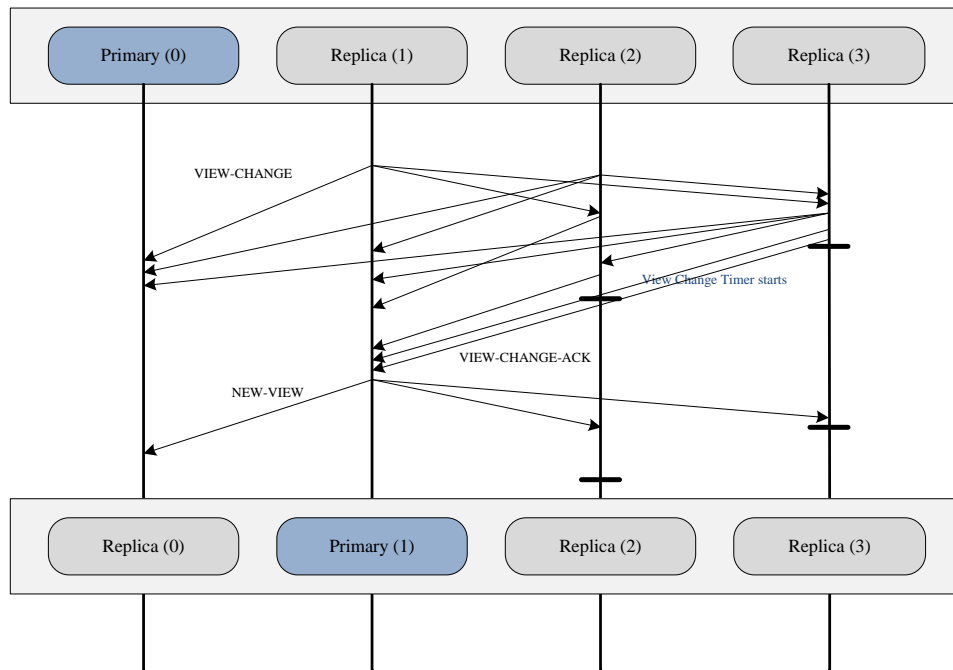 Primary (0)
Replica (1)
Replica (2)
Replica (3)
VIEW-CHANGE
View Change Timer starts
VIEW-CHANGE-ACK
NEW-VIEW
Replica (0)
Primary (1)
Replica (2)
Replica (3)